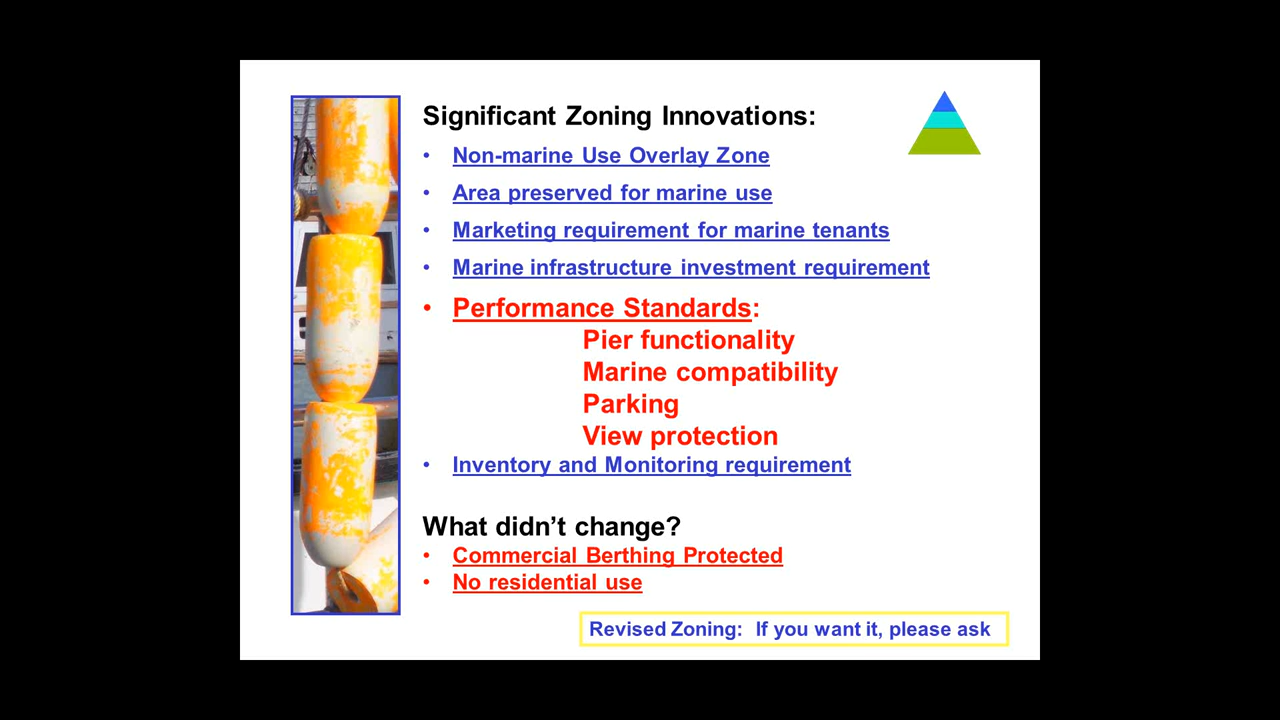 Significant Zoning Innovations:
• Non-marine Use Overlay Zone
• Area preserved for marine use
• Marketing requirement for marine tenants
• Marine infrastructure investment requirement
• Performance Standards:
Pier functionality
Marine compatibility
Parking
View protection
• Inventory and Monitoring requirement
What didn’t change?
• Commercial Berthing Protected
• No residential use
Revised Zoning: If you want it, please ask